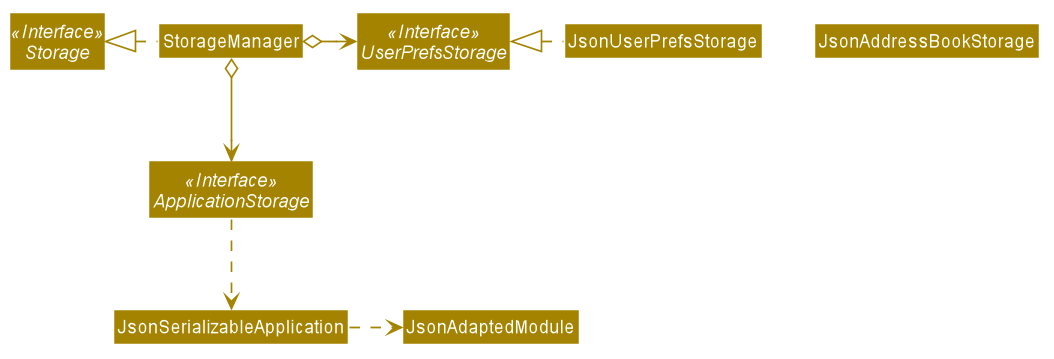 «Interface»
Storage
StorageManager
«Interface»
UserPrefsStorage
JsonUserPrefsStorage
JsonAddressBookStorage
«Interface»
ApplicationStorage
JsonSerializableApplication
JsonAdaptedModule